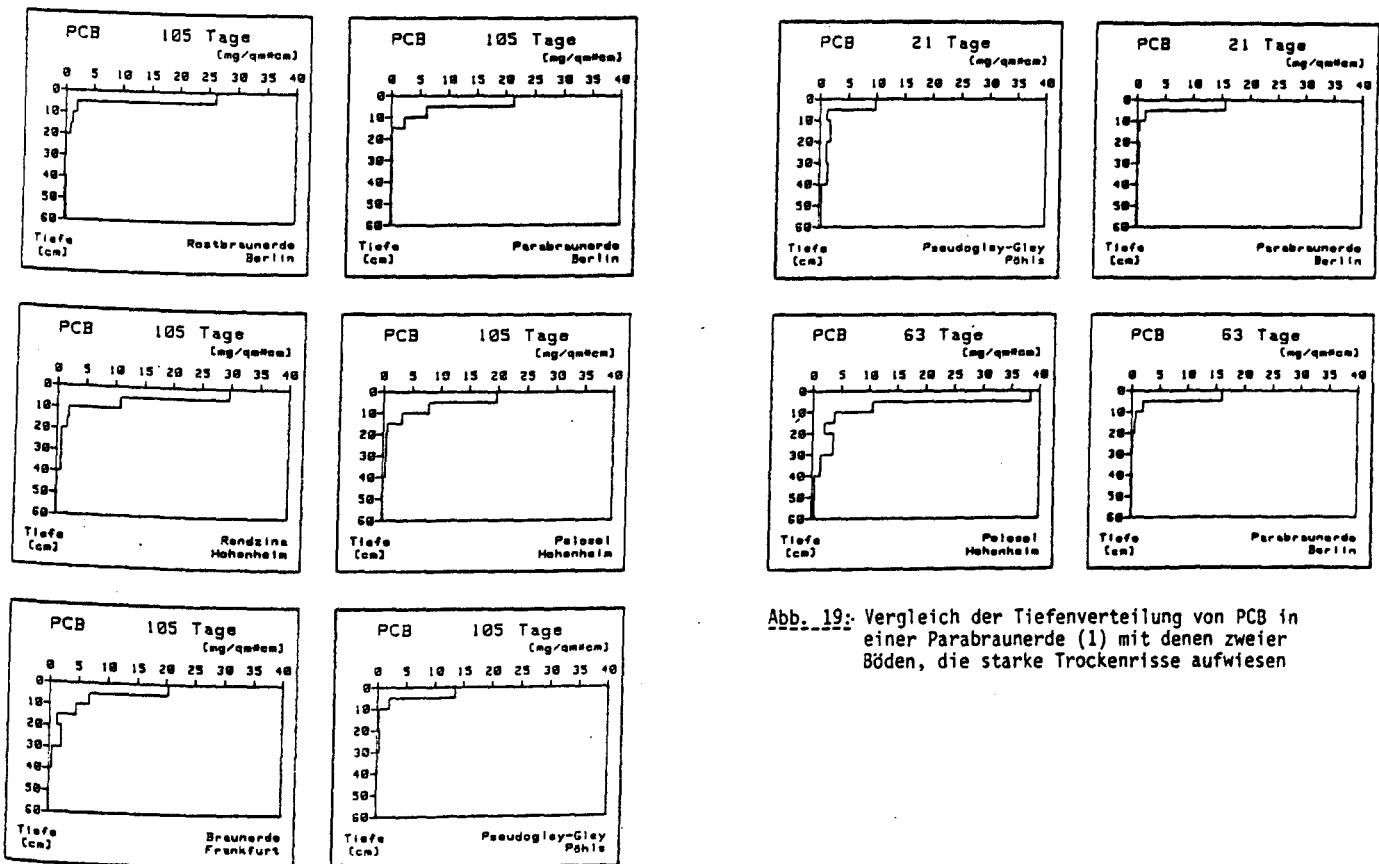 PCB 105 Tage
[mg/qm*cm]
0 5 10 15 20 25 30 35 40
0
10
20
30
40
50
60
Tiefe
[cm]
Rostbraunerde
Berlin
PCB 105 Tage
[mg/qm*cm]
0 5 10 15 20 25 30 35 40
0
10
20
30
40
50
60
Tiefe
[cm]
Parabraunerde
Berlin
PCB 105 Tage
[mg/qm*cm]
0 5 10 15 20 25 30 35 40
0
10
20
30
40
50
60
Tiefe
[cm]
Rendzina
Hohenheim
PCB 105 Tage
[mg/qm*cm]
0 5 10 15 20 25 30 35 40
0
10
20
30
40
50
60
Tiefe
[cm]
Pelosol
Hohenheim
PCB 105 Tage
[mg/qm*cm]
0 5 10 15 20 25 30 35 40
0
10
20
30
40
50
60
Tiefe
[cm]
Braunerde
Frankfurt
PCB 105 Tage
[mg/qm*cm]
0 5 10 15 20 25 30 35 40
0
10
20
30
40
50
60
Tiefe
[cm]
Pseudogley-Gley
Pöhls
PCB 21 Tage
[mg/qm*cm]
0 5 10 15 20 25 30 35 40
0
10
20
30
40
50
60
Tiefe
[cm]
Pseudogley-Gley
Pöhls
PCB 21 Tage
[mg/qm*cm]
0 5 10 15 20 25 30 35 40
0
10
20
30
40
50
60
Tiefe
[cm]
Parabraunerde
Berlin
PCB 63 Tage
[mg/qm*cm]
0 5 10 15 20 25 30 35 40
0
10
20
30
40
50
60
Tiefe
[cm]
Pelosol
Hohenheim
PCB 63 Tage
[mg/qm*cm]
0 5 10 15 20 25 30 35 40
0
10
20
30
40
50
60
Tiefe
[cm]
Parabraunerde
Berlin
Abb. 19: Vergleich der Tiefenverteilung von PCB in
einer Parabraunerde (1) mit denen zweier
Böden, die starke Trockenrisse aufwiesen